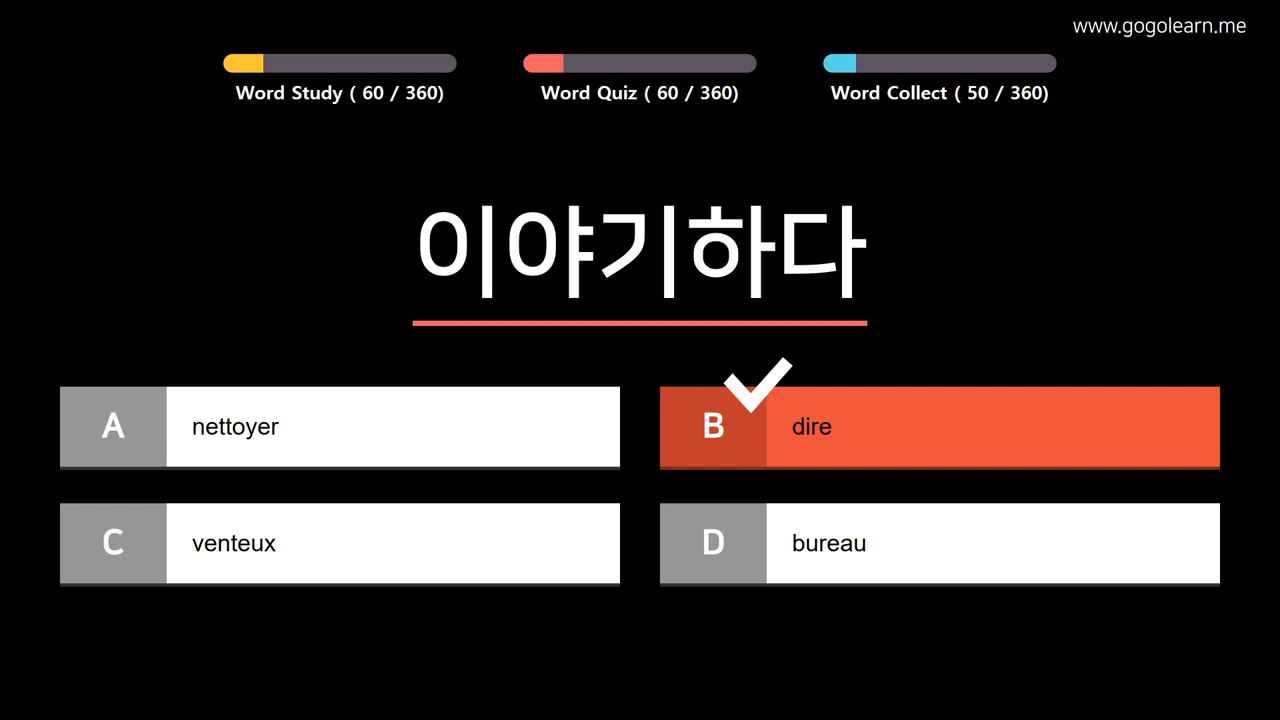 www.gogolearn.me
Word Study ( 60 / 360)
Word Quiz ( 60 / 360)
Word Collect ( 50 / 360)
이야기하다
A nettoyer
B dire
C venteux
D bureau